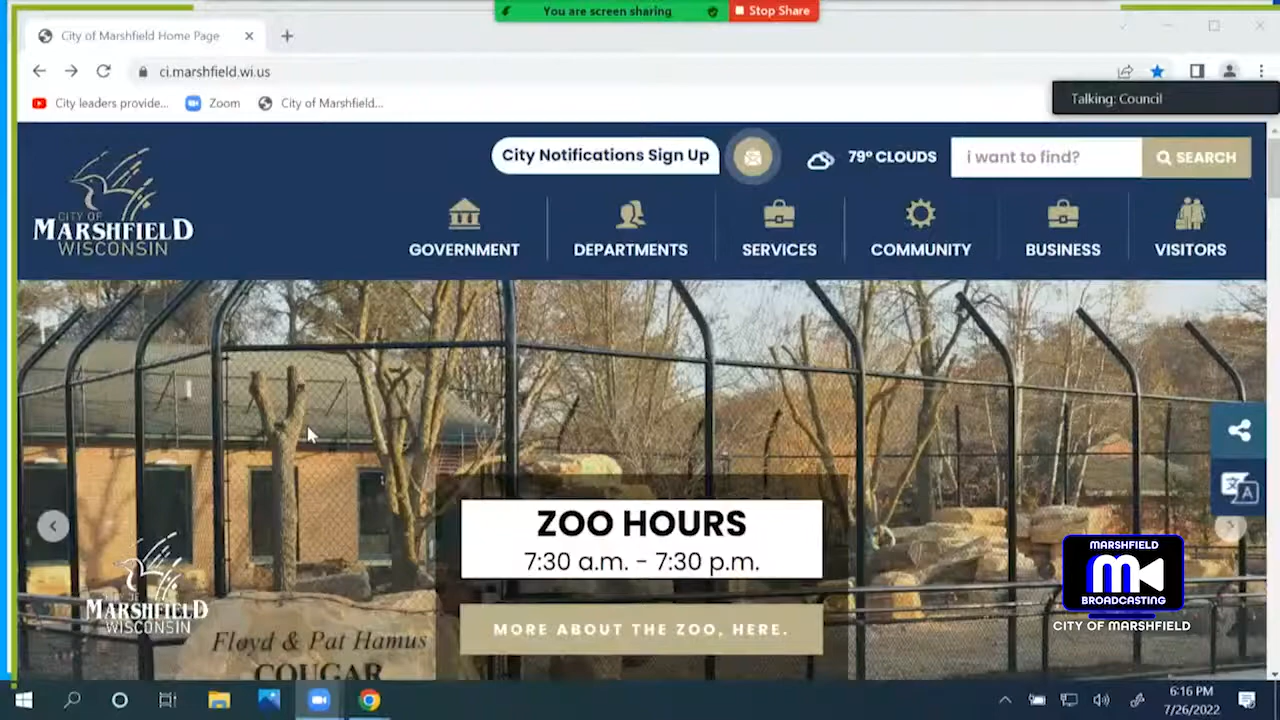 You are screen sharing
Stop Share
City of Marshfield Home Page
ci.marshfield.wi.us
City leaders provide...
Zoom
City of Marshfield...
Talking: Council
City Notifications Sign Up
79° CLOUDS
i want to find?
SEARCH
CITY OF
MARSHFIELD
WISCONSIN
GOVERNMENT
DEPARTMENTS
SERVICES
COMMUNITY
BUSINESS
VISITORS
ZOO HOURS
7:30 a.m. - 7:30 p.m.
MORE ABOUT THE ZOO, HERE.
CITY OF
MARSHFIELD
WISCONSIN
Floyd & Pat Hamus
COUGAR
MARSHFIELD
BROADCASTING
CITY OF MARSHFIELD
6:16 PM
7/26/2022